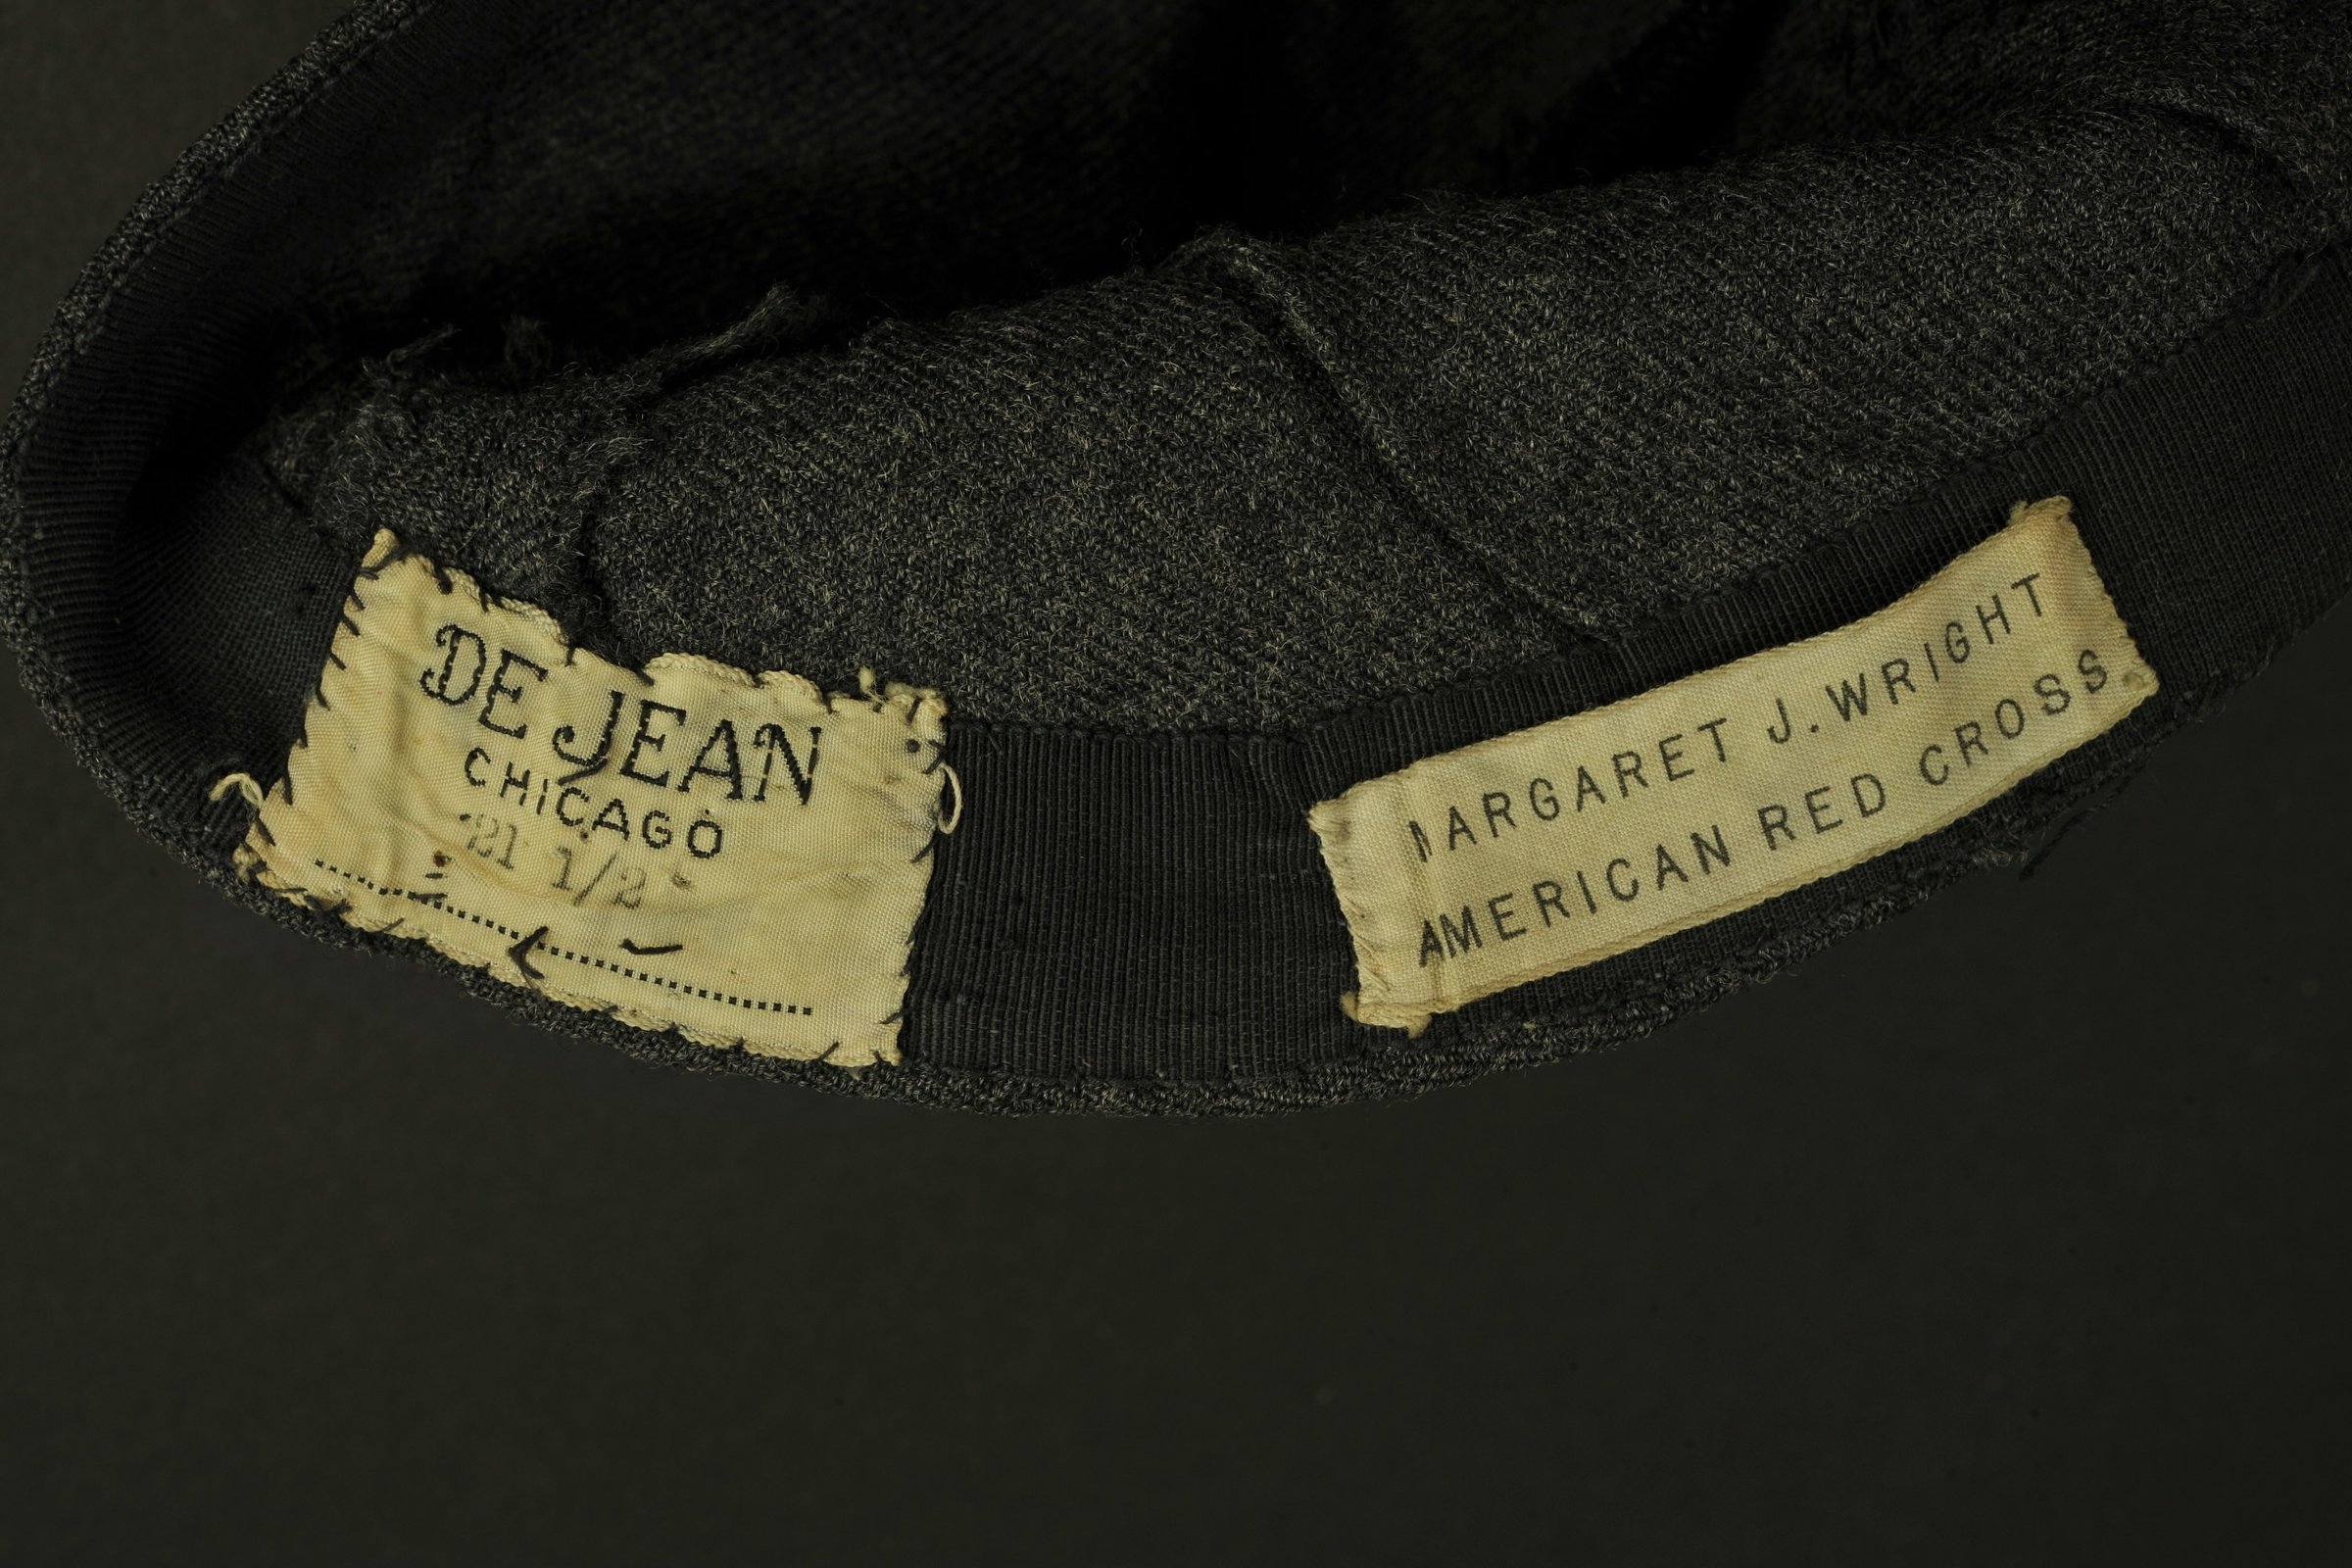 DE JEAN
CHICAGO
21 1/2
MARGARET J. WRIGHT
AMERICAN RED CROSS